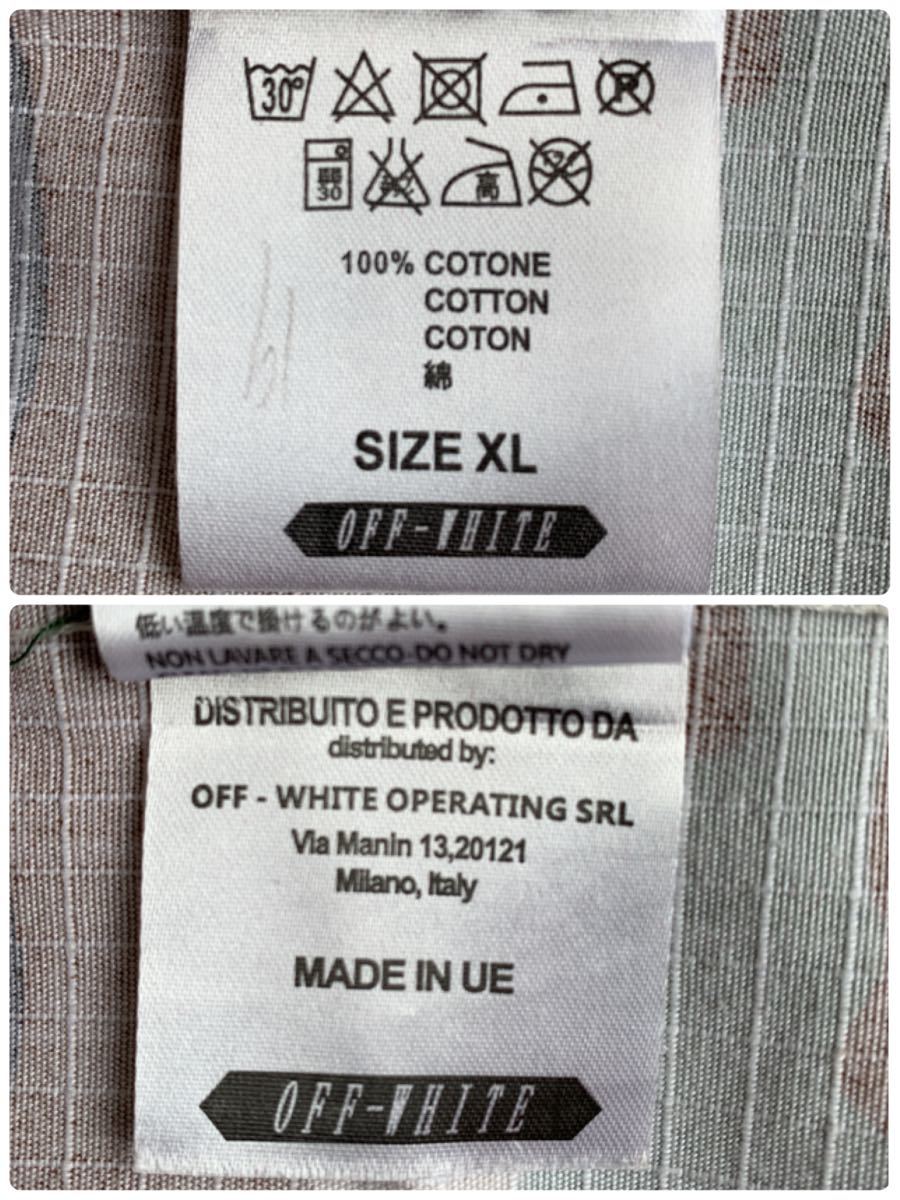 30°
P
30
高
100% COTONE
COTTON
COTON
綿
SIZE XL
OFF-WHITE
低い温度で掛けるのがよい。
NON LAVARE A SECCO-DO NOT DRY
DISTRIBUITO E PRODOTTO DA
distributed by:
OFF - WHITE OPERATING SRL
Via Manin 13,20121
Milano, Italy
MADE IN UE
OFF-WHITE